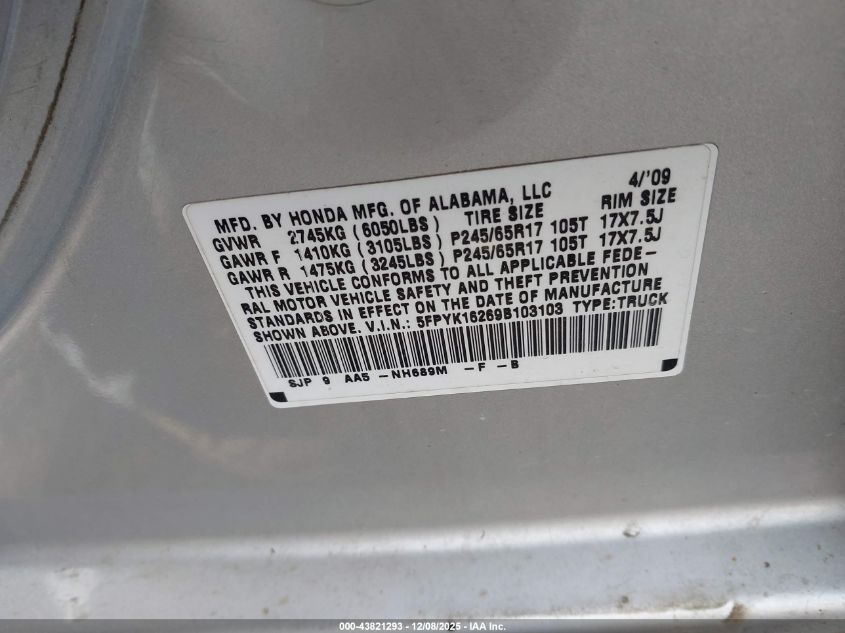 MFD. BY HONDA MFG. OF ALABAMA, LLC 4/'09
GVWR 2745KG (6050LBS) TIRE SIZE RIM SIZE
GAWR F 1410KG (3105LBS) P245/65R17 105T 17X7.5J
GAWR R 1475KG (3245LBS) P245/65R17 105T 17X7.5J
THIS VEHICLE CONFORMS TO ALL APPLICABLE FEDE-
RAL MOTOR VEHICLE SAFETY AND THEFT PREVENTION
STANDARDS IN EFFECT ON THE DATE OF MANUFACTURE
SHOWN ABOVE. V.I.N.: 5FPYK16269B103103 TYPE:TRUCK
SJP 9 AA5 -NH689M -F -B
000-43821293 - 12/08/2025 - IAA Inc.